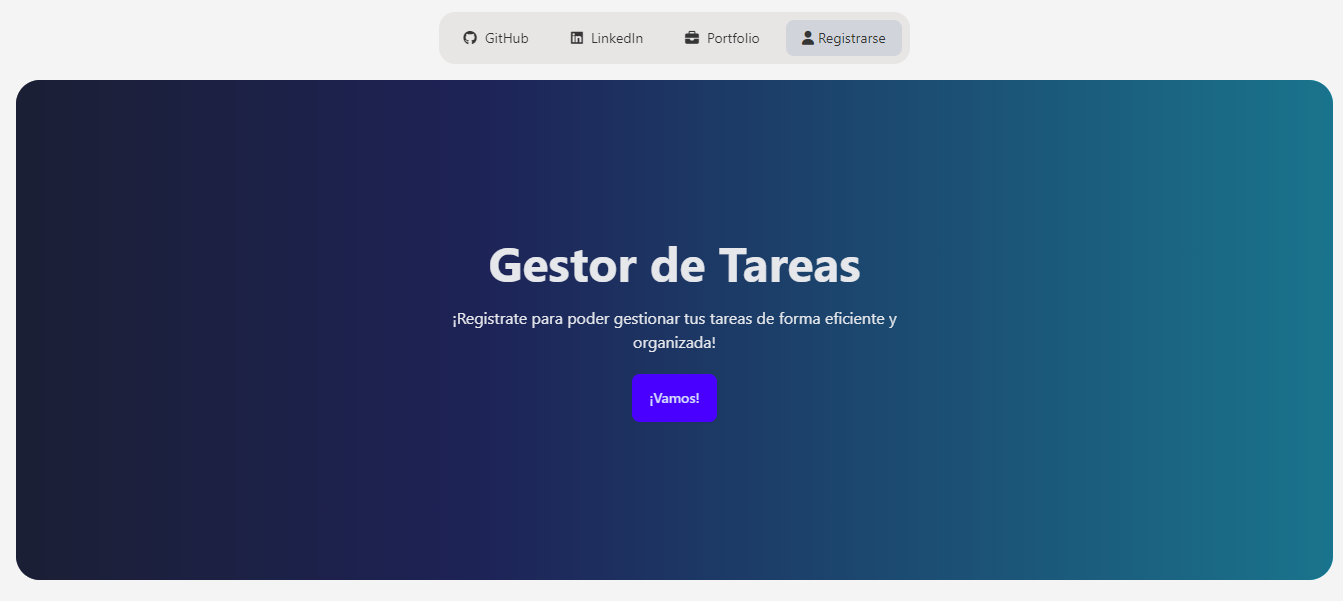 GitHub
LinkedIn
Portfolio
Registrarse
Gestor de Tareas
¡Registrate para poder gestionar tus tareas de forma eficiente y
organizada!
¡Vamos!